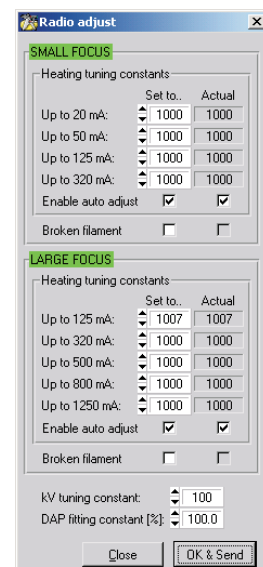 Radio adjust
SMALL FOCUS
Heating tuning constants
Set to.. Actual
Up to 20 mA: 1000 1000
Up to 50 mA: 1000 1000
Up to 125 mA: 1000 1000
Up to 320 mA: 1000 1000
Enable auto adjust
Broken filament
LARGE FOCUS
Heating tuning constants
Set to.. Actual
Up to 125 mA: 1007 1007
Up to 320 mA: 1000 1000
Up to 500 mA: 1000 1000
Up to 800 mA: 1000 1000
Up to 1250 mA: 1000 1000
Enable auto adjust
Broken filament
kV tuning constant: 100
DAP fitting constant [%]: 100.0
Close OK & Send